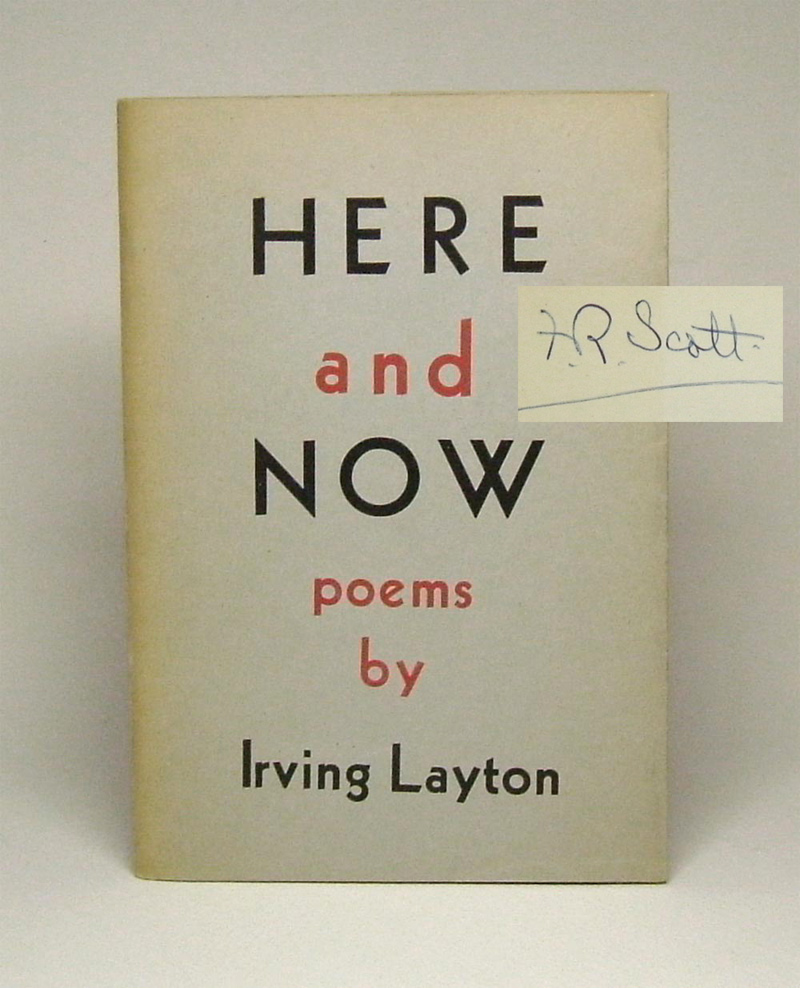 HERE
and
F.R. Scott.
NOW
poems
by
Irving Layton